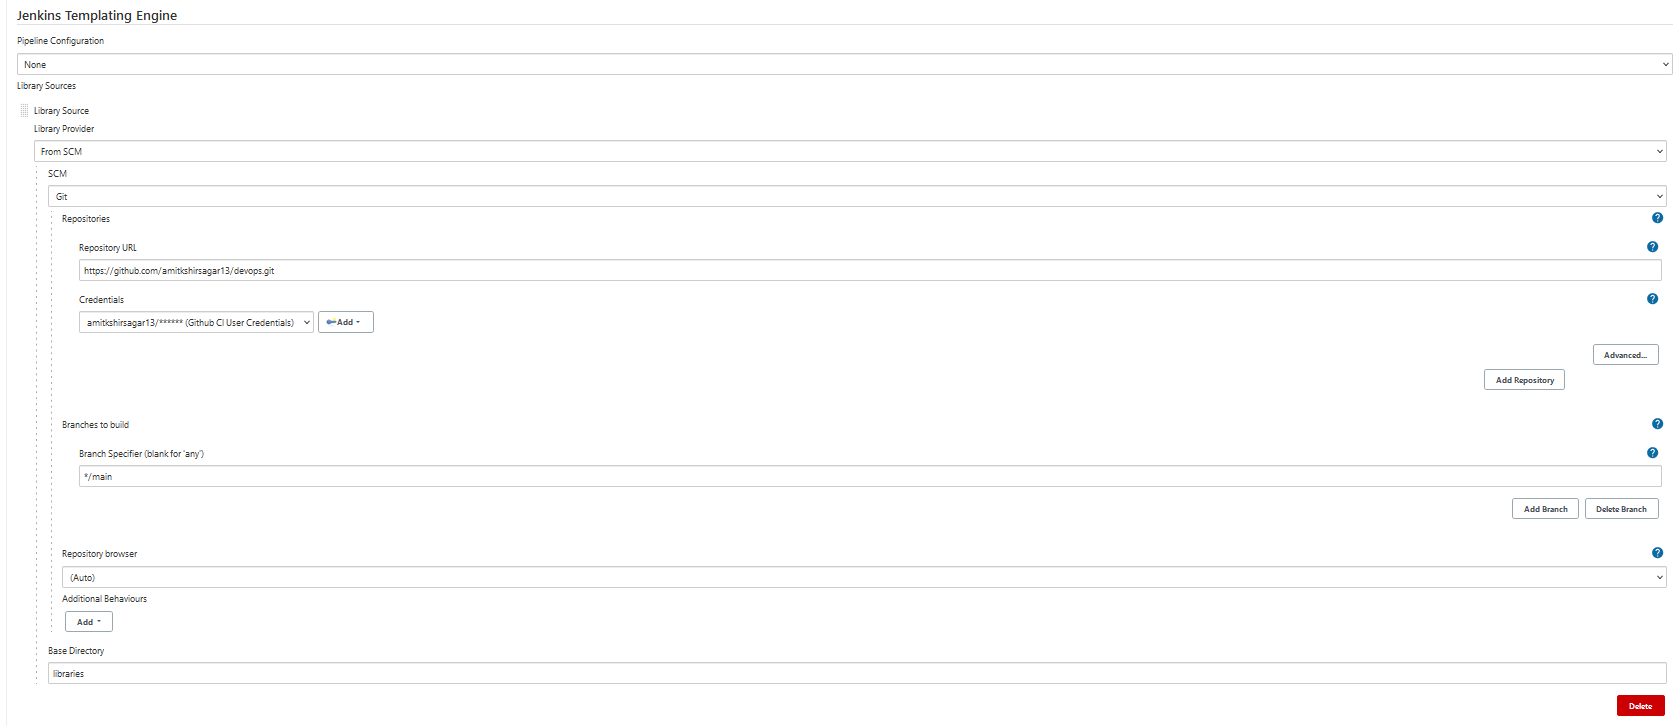 Jenkins Templating Engine
Pipeline Configuration
None
Library Sources
Library Source
Library Provider
From SCM
SCM
Git
Repositories
?
Repository URL
?
https://github.com/amitkshirsagar13/devops.git
Credentials
?
amitkshirsagar13/****** (Github CI User Credentials)
Add
Advanced...
Add Repository
Branches to build
?
Branch Specifier (blank for 'any')
?
*/main
Add Branch Delete Branch
Repository browser
?
(Auto)
Additional Behaviours
Add
Base Directory
libraries
Delete